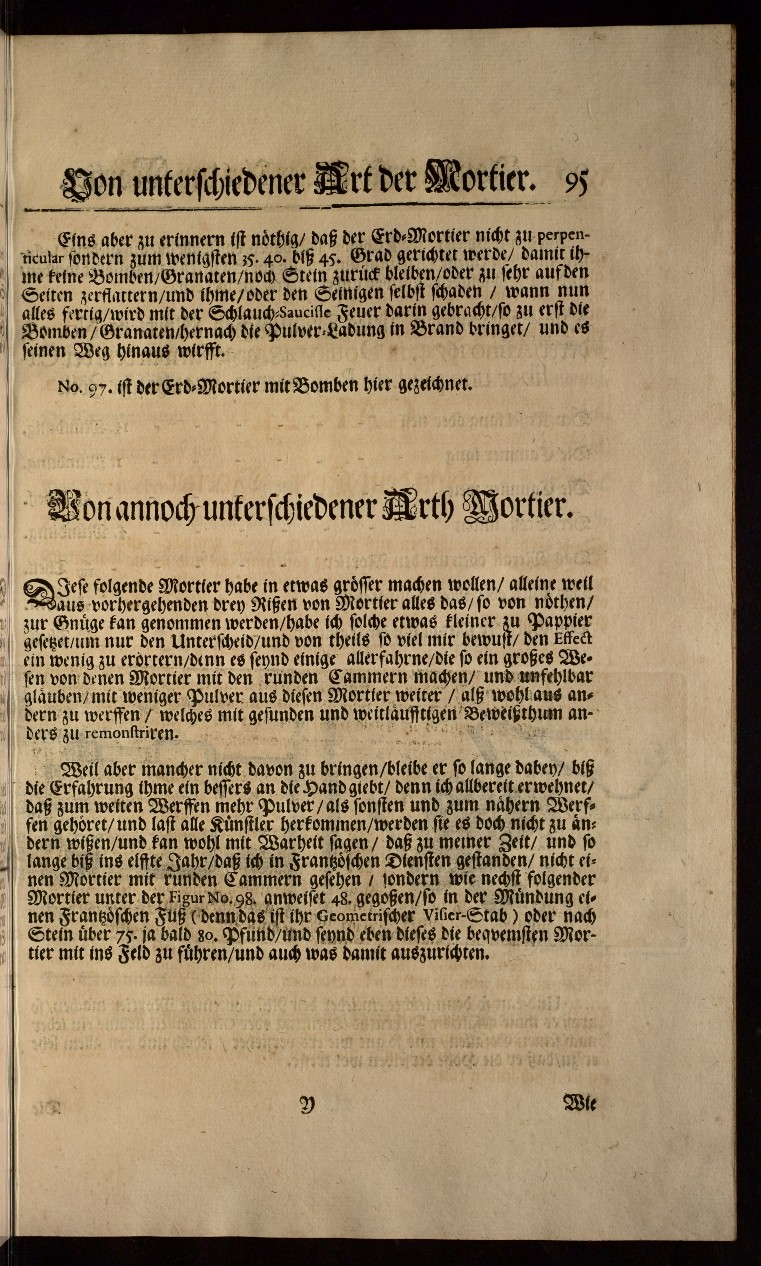 Von unterschiedener Art der Mortier. 95
Eins aber zu erinnern ist nöthig/ daß der Erd-Mortier nicht zu perpen-
ticular sondern zum wenigsten 35. 40. biß 45. Grad gerichtet werde/ damit ih-
me keine Bomben/Granaten/noch Stein zurück bleiben/oder zu sehr auf den
Seiten zerflattern/und ihme/oder den Seinigen selbst schaden / wann nun
alles fertig/wird mit der Schlauch-Saucisse Feuer darin gebracht/so zu erst die
Bomben/Granaten/hernach die Pulver-Ladung in Brand bringet/ und es
seinen Weg hinaus wirfft.
No. 97. ist der Erd-Mortier mit Bomben hier gezeichnet.
Von annoch unterschiedener Arth Mortier.
DIese folgende Mortier habe in etwas grösser machen wollen/ alleine weil
aus vorhergehenden drey Rißen von Mortier alles das/ so von nöthen/
zur Gnüge kan genommen werden/habe ich solche etwas kleiner zu Pappier
gesetzet/um nur den Unterscheid/und von theils so viel mir bewust/ den Effect
ein wenig zu erörtern/denn es seynd einige allerfahrne/die so ein großes We-
sen von denen Mortier mit den runden Cammern machen/ und unfehlbar
gläuben/mit weniger Pulver aus diesen Mortier weiter / alß wohl aus an-
dern zu werffen / welches mit gesunden und weitläufftigen Beweißthum an-
ders zu remonstriren.
Weil aber mancher nicht davon zu bringen/bleibe er so lange dabey/ biß
die Erfahrung ihme ein bessers an die Hand giebt/ denn ich allbereit erwehnet/
daß zum weiten Werffen mehr Pulver/als sonsten und zum nähern Werf-
fen gehöret/und last alle Künstler herkommen/werden sie es doch nicht zu än-
dern wißen/und kan wohl mit Warheit sagen/ daß zu meiner Zeit/ und so
lange biß ins elffte Jahr/daß ich in Frantzöschen Diensten gestanden/ nicht ei-
nen Mortier mit runden Cammern gesehen / sondern wie nechst folgender
Mortier unter der Figur No. 98. anweiset 48. gegoßen/so in der Mündung ei-
nen Frantzöschen Fuß (denn das ist ihr Geometrischer Visier-Stab) oder nach
Stein über 75. ja bald 80. Pfund/und seynd eben dieses die beqvemsten Mor-
tier mit ins Feld zu führen/und auch was damit auszurichten.
Y Wie